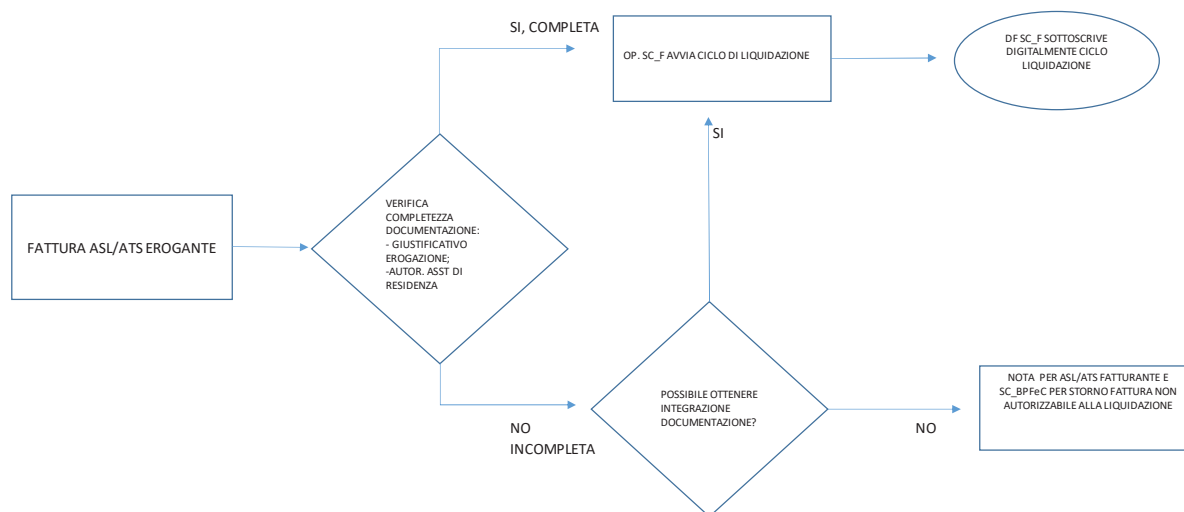 SI, COMPLETA
OP. SC_F AVVIA CICLO DI LIQUIDAZIONE
DF SC_F SOTTOSCRIVE
DIGITALMENTE CICLO
LIQUIDAZIONE
SI
FATTURA ASL/ATS EROGANTE
VERIFICA
COMPLETEZZA
DOCUMENTAZIONE:
- GIUSTIFICATIVO
EROGAZIONE;
-AUTOR. ASST DI
RESIDENZA
NO
INCOMPLETA
POSSIBILE OTTENERE
INTEGRAZIONE
DOCUMENTAZIONE?
NO
NOTA PER ASL/ATS FATTURANTE E
SC_BPFeC PER STORNO FATTURA NON
AUTORIZZABILE ALLA LIQUIDAZIONE